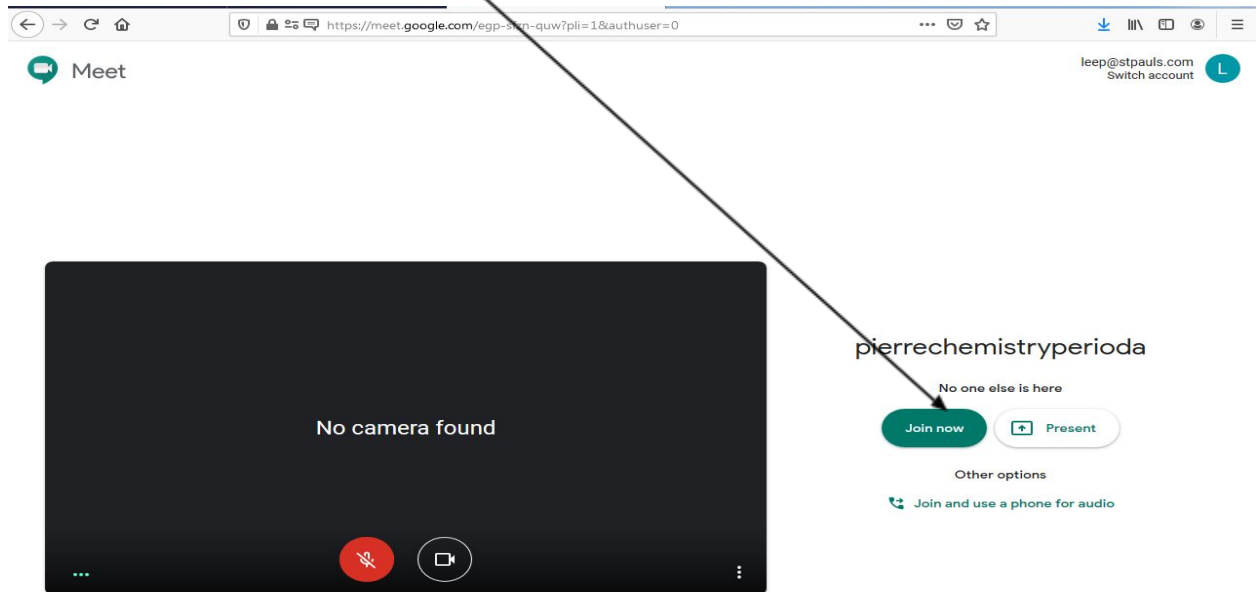 https://meet.google.com/egp-sfzn-quw?pli=1&authuser=0
Meet
leep@stpauls.com
Switch account
L
pierrechemistryperioda
No one else is here
No camera found
Join now
Present
Other options
Join and use a phone for audio